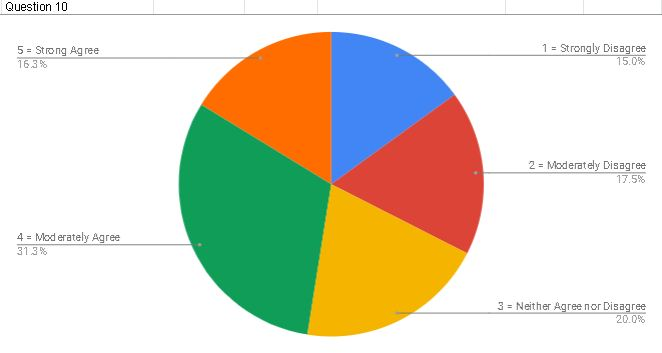 Question 10
5 = Strong Agree
16.3%
1 = Strongly Disagree
15.0%
2 = Moderately Disagree
17.5%
4 = Moderately Agree
31.3%
3 = Neither Agree nor Disagree
20.0%